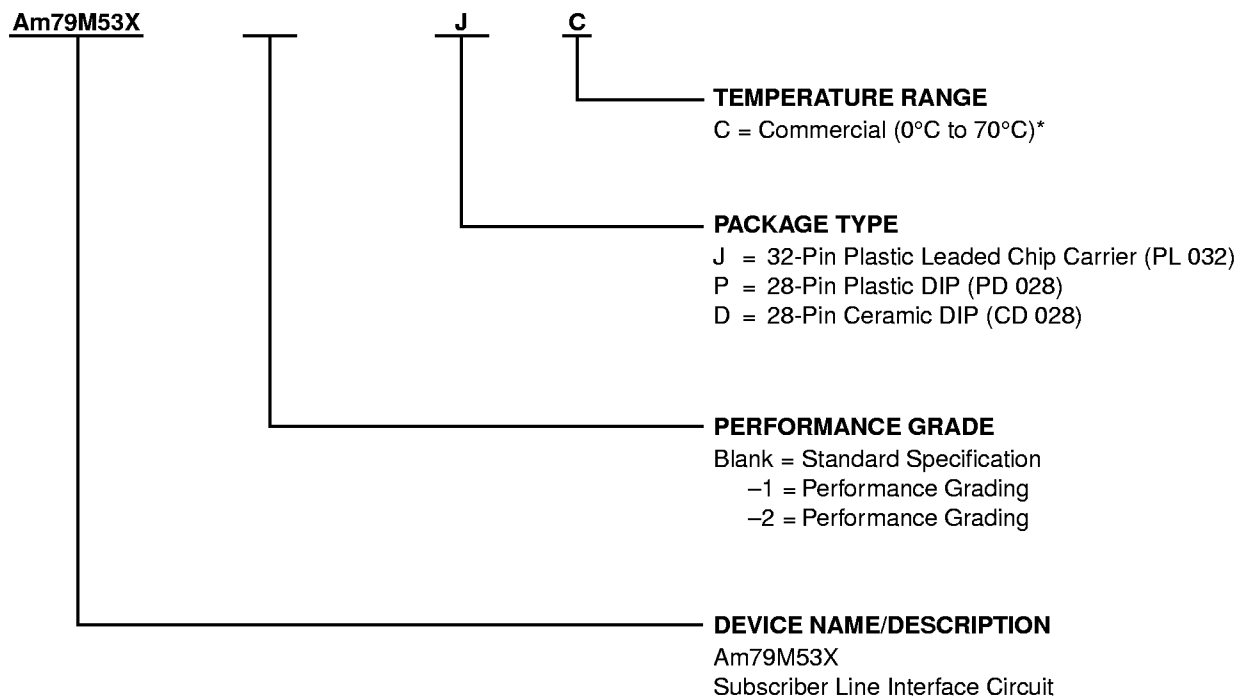 Am79M53X J C
TEMPERATURE RANGE
C = Commercial (0°C to 70°C)*
PACKAGE TYPE
J = 32-Pin Plastic Leaded Chip Carrier (PL 032)
P = 28-Pin Plastic DIP (PD 028)
D = 28-Pin Ceramic DIP (CD 028)
PERFORMANCE GRADE
Blank = Standard Specification
–1 = Performance Grading
–2 = Performance Grading
DEVICE NAME/DESCRIPTION
Am79M53X
Subscriber Line Interface Circuit